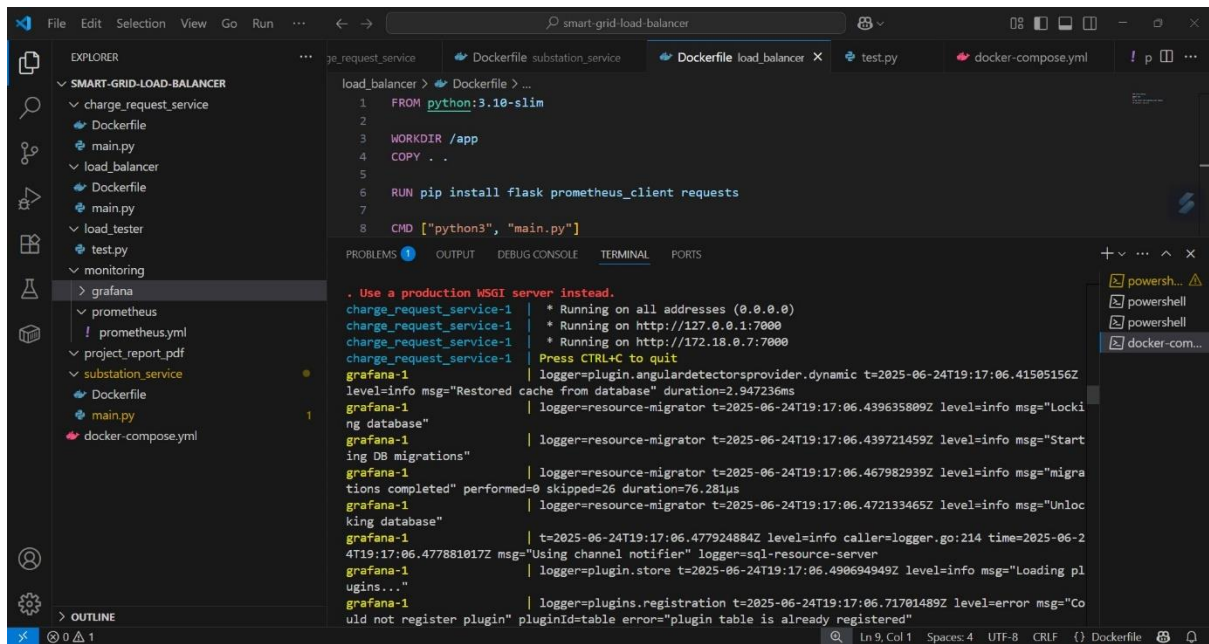 File Edit Selection View Go Run ...
smart-grid-load-balancer
EXPLORER
SMART-GRID-LOAD-BALANCER
charge_request_service
Dockerfile
main.py
load_balancer
Dockerfile
main.py
load_tester
test.py
monitoring
grafana
prometheus
prometheus.yml
project_report_pdf
substation_service
Dockerfile
main.py 1
docker-compose.yml
OUTLINE
ge_request_service Dockerfile substation_service Dockerfile load_balancer test.py docker-compose.yml ! p
load_balancer > Dockerfile > ...
1 FROM python:3.10-slim
2
3 WORKDIR /app
4 COPY . .
5
6 RUN pip install flask prometheus_client requests
7
8 CMD ["python3", "main.py"]
PROBLEMS 1 OUTPUT DEBUG CONSOLE TERMINAL PORTS
. Use a production WSGI server instead.
charge_request_service-1 | * Running on all addresses (0.0.0.0)
charge_request_service-1 | * Running on http://127.0.0.1:7000
charge_request_service-1 | * Running on http://172.18.0.7:7000
charge_request_service-1 | Press CTRL+C to quit
grafana-1 | logger=plugin.angulardetectorsprovider.dynamic t=2025-06-24T19:17:06.41505156Z
level=info msg="Restored cache from database" duration=2.947236ms
grafana-1 | logger=resource-migrator t=2025-06-24T19:17:06.439635809Z level=info msg="Locki
ng database"
grafana-1 | logger=resource-migrator t=2025-06-24T19:17:06.439721459Z level=info msg="Start
ing DB migrations"
grafana-1 | logger=resource-migrator t=2025-06-24T19:17:06.467982939Z level=info msg="migra
tions completed" performed=0 skipped=26 duration=76.281µs
grafana-1 | logger=resource-migrator t=2025-06-24T19:17:06.472133465Z level=info msg="Unloc
king database"
grafana-1 | t=2025-06-24T19:17:06.477924884Z level=info caller=logger.go:214 time=2025-06-2
4T19:17:06.477881017Z msg="Using channel notifier" logger=sql-resource-server
grafana-1 | logger=plugin.store t=2025-06-24T19:17:06.490694949Z level=info msg="Loading pl
ugins..."
grafana-1 | logger=plugins.registration t=2025-06-24T19:17:06.71701489Z level=error msg="Co
uld not register plugin" pluginId=table error="plugin table is already registered"
powersh...
powershell
powershell
docker-com...
0 1
Ln 9, Col 1 Spaces: 4 UTF-8 CRLF {} Dockerfile